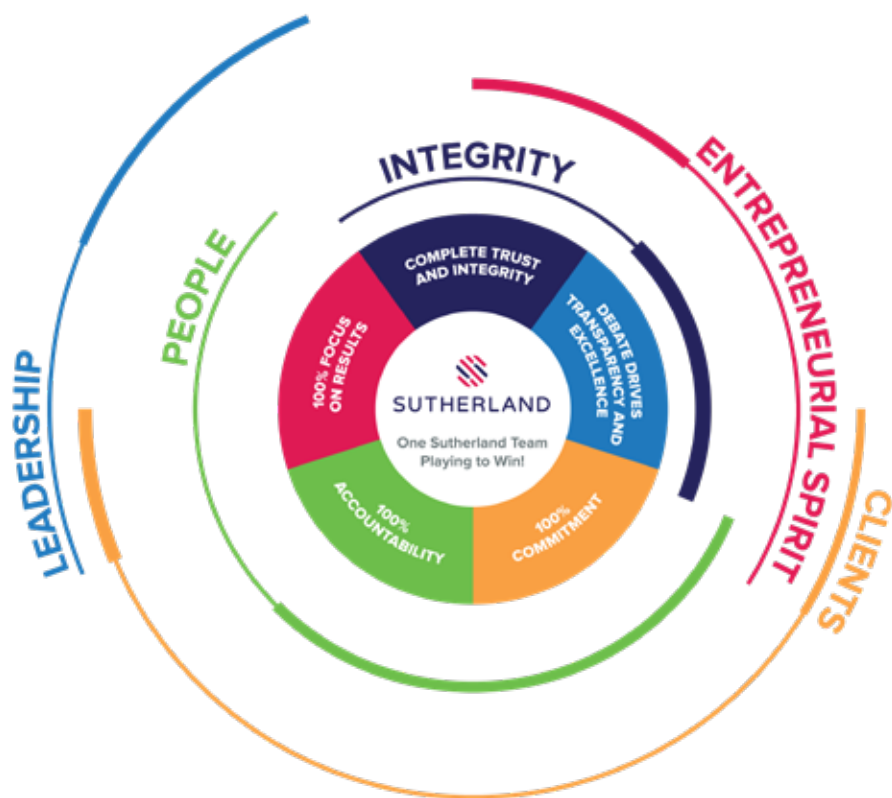 INTEGRITY
ENTREPRENEURIAL SPIRIT
PEOPLE
LEADERSHIP
CLIENTS
COMPLETE TRUST
AND INTEGRITY
DEBATE DRIVES
TRANSPARENCY AND
EXCELLENCE
100% FOCUS
ON RESULTS
SUTHERLAND
One Sutherland Team
Playing to Win!
100%
ACCOUNTABILITY
100%
COMMITMENT